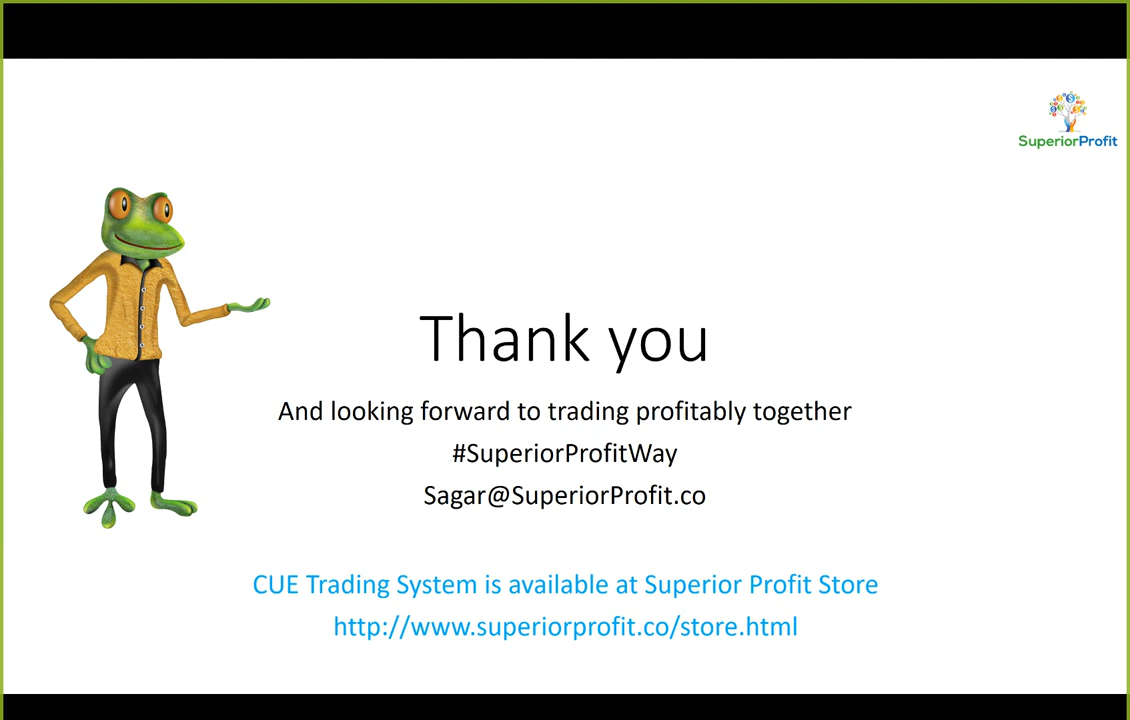 SuperiorProfit
Thank you
And looking forward to trading profitably together
#SuperiorProfitWay
Sagar@SuperiorProfit.co
CUE Trading System is available at Superior Profit Store
http://www.superiorprofit.co/store.html